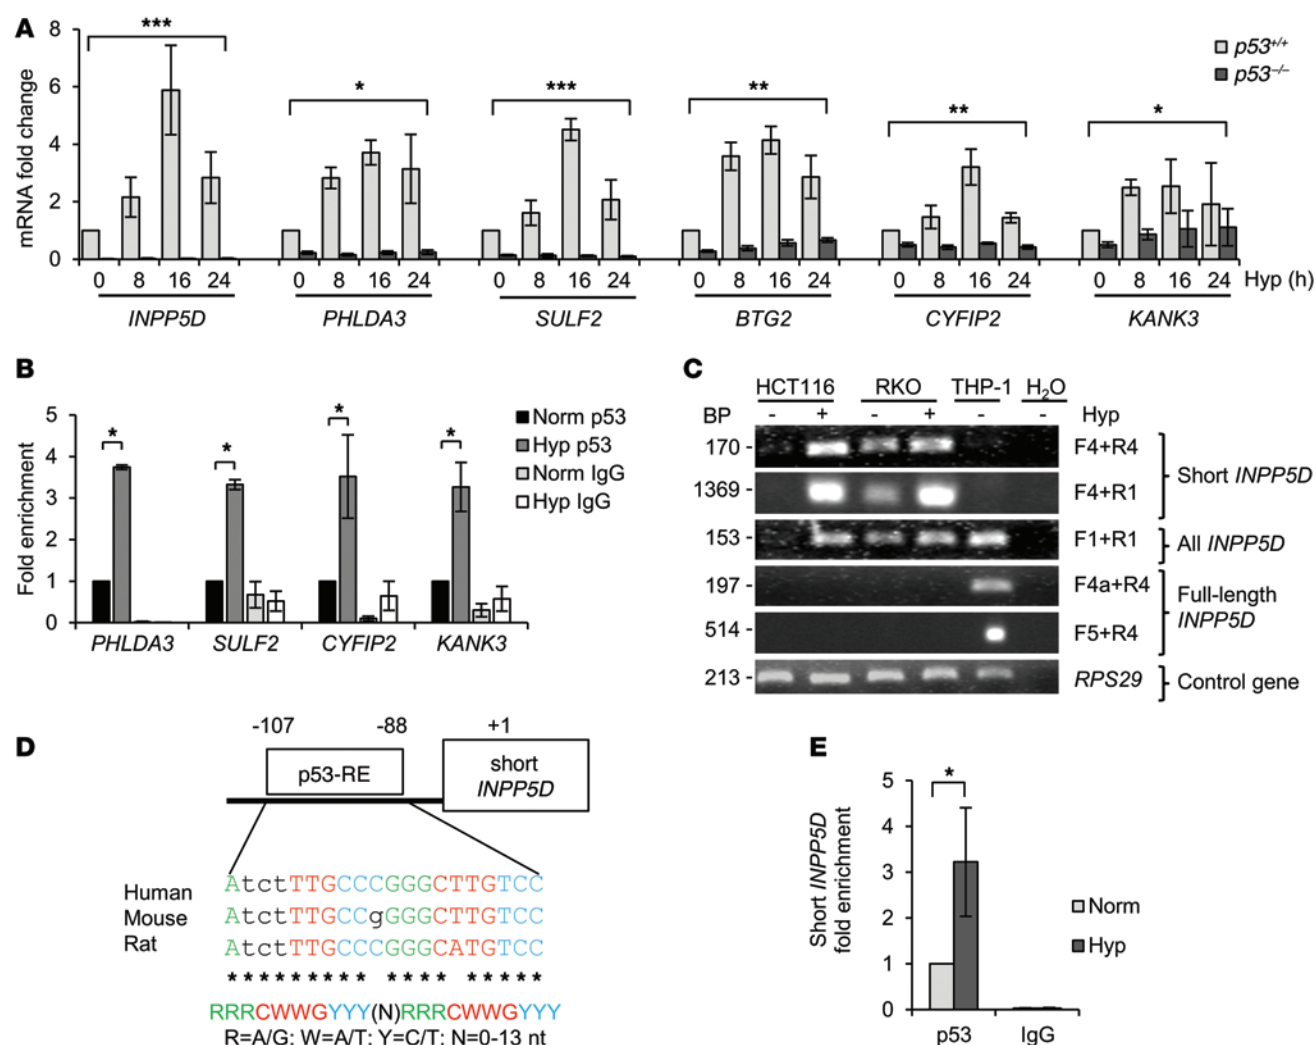 A
8
6
4
2
0
mRNA fold change
***
*
***
**
**
*
p53+/+
p53−/−
0 8 16 24 0 8 16 24 0 8 16 24 0 8 16 24 0 8 16 24 0 8 16 24 Hyp (h)
INPP5D PHLDA3 SULF2 BTG2 CYFIP2 KANK3
B
5
4
3
2
1
0
Fold enrichment
* * * *
Norm p53
Hyp p53
Norm IgG
Hyp IgG
PHLDA3 SULF2 CYFIP2 KANK3
C
HCT116 RKO THP-1 H2O
BP - + - + - - Hyp
170 - F4+R4
1369 - F4+R1
Short INPP5D
153 - F1+R1 All INPP5D
197 - F4a+R4
514 - F5+R4
Full-length
INPP5D
213 - RPS29 Control gene
D
-107 -88 +1
p53-RE
short
INPP5D
Human AtctTTGCCCGGGCTTGTCC
Mouse AtctTTGCCgGGGCTTGTCC
Rat AtctTTGCCCGGGCATGTCC
********* **** *****
RRRCWWGYYY(N)RRRCWWGYYY
R=A/G; W=A/T; Y=C/T; N=0-13 nt
E
5
4
3
2
1
0
Short INPP5D
fold enrichment
*
Norm
Hyp
p53 IgG